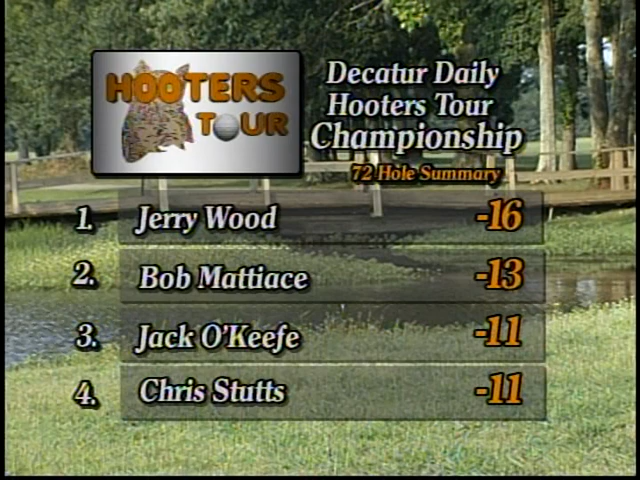 HOOTERS
TOUR
Decatur Daily
Hooters Tour
Championship
72 Hole Summary
1. Jerry Wood -16
2. Bob Mattiace -13
3. Jack O'Keefe -11
4. Chris Stutts -11